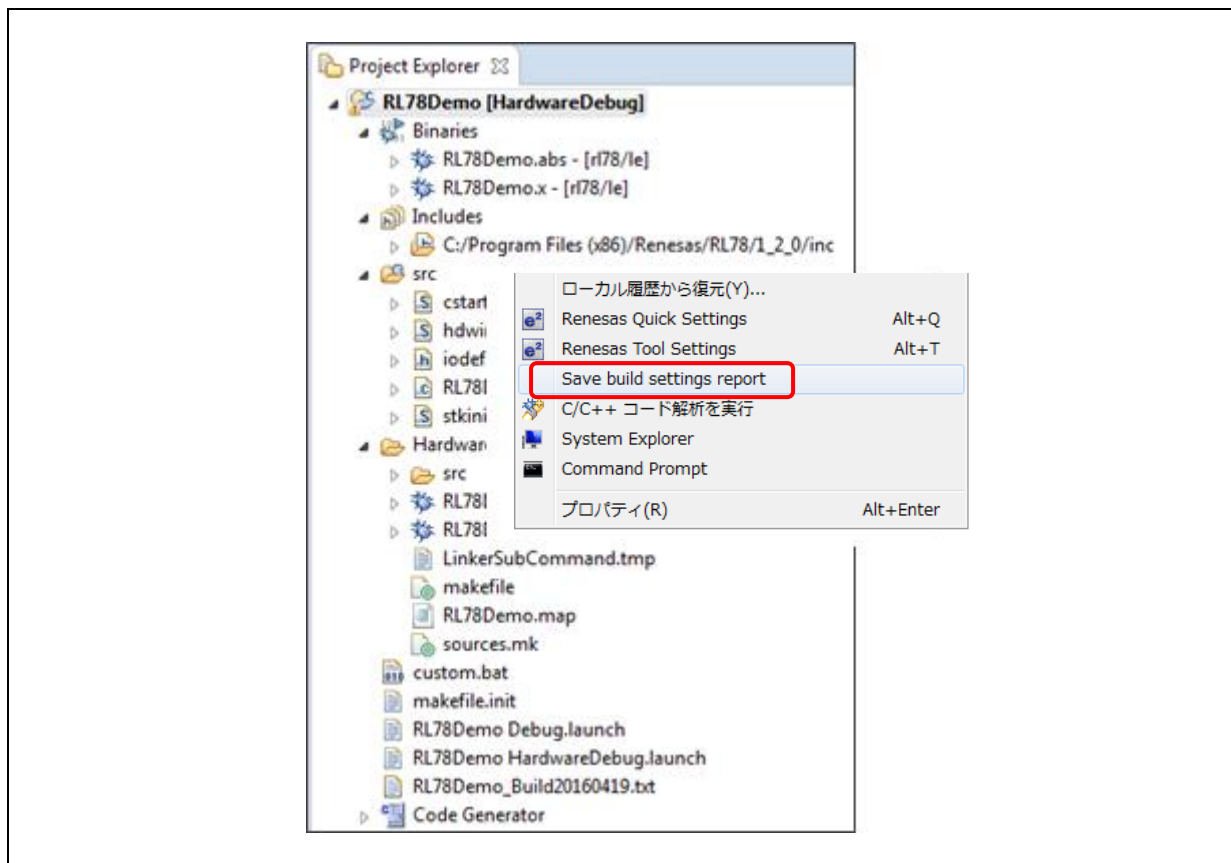 Project Explorer
RL78Demo [HardwareDebug]
Binaries
RL78Demo.abs - [rl78/le]
RL78Demo.x - [rl78/le]
Includes
C:/Program Files (x86)/Renesas/RL78/1_2_0/inc
src
cstart
hdwii
iodef
RL78I
stkini
Hardwar
src
RL78I
RL78I
LinkerSubCommand.tmp
makefile
RL78Demo.map
sources.mk
custom.bat
makefile.init
RL78Demo Debug.launch
RL78Demo HardwareDebug.launch
RL78Demo_Build20160419.txt
Code Generator
ローカル履歴から復元(Y)...
Renesas Quick Settings Alt+Q
Renesas Tool Settings Alt+T
Save build settings report
C/C++ コード解析を実行
System Explorer
Command Prompt
プロパティ(R) Alt+Enter